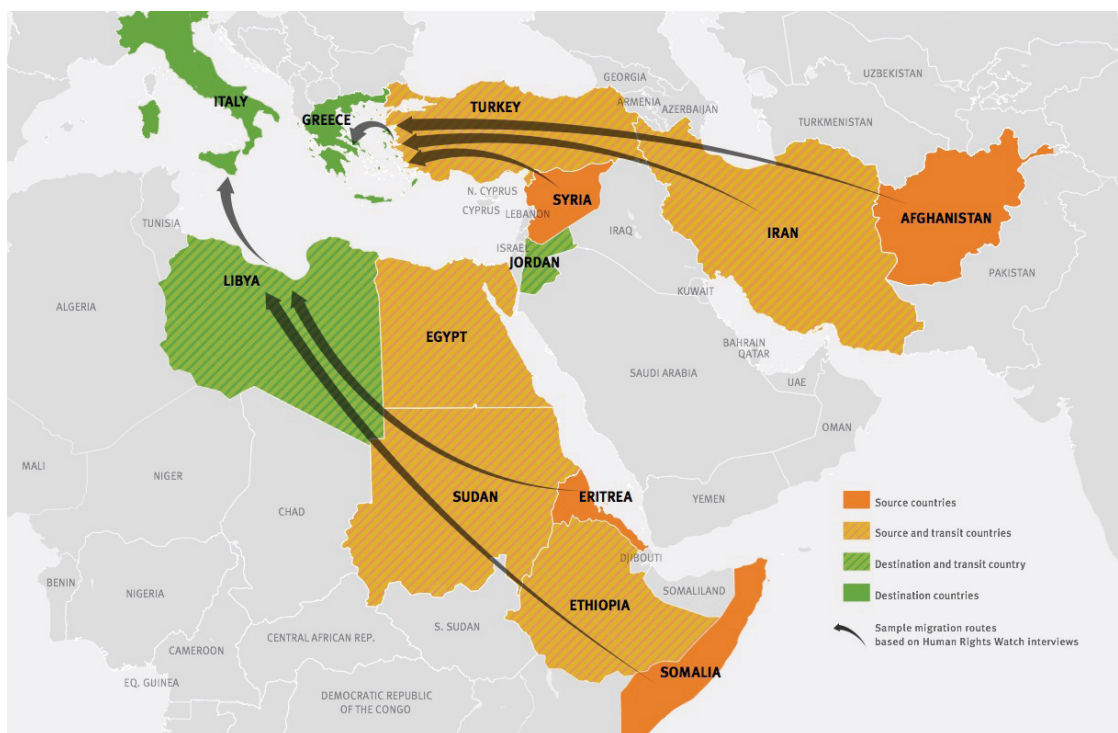 UZBEKISTAN
GEORGIA
ARMENIA
AZERBAIJAN
TURKMENISTAN
ITALY
GREECE
TURKEY
N. CYPRUS
CYPRUS
LEBANON
SYRIA
IRAQ
IRAN
AFGHANISTAN
PAKISTAN
TUNISIA
ISRAEL
JORDAN
ALGERIA
LIBYA
EGYPT
KUWAIT
BAHRAIN
QATAR
SAUDI ARABIA
UAE
OMAN
MALI
NIGER
CHAD
SUDAN
ERITREA
YEMEN
DJIBOUTI
BENIN
NIGERIA
ETHIOPIA
SOMALILAND
CENTRAL AFRICAN REP.
S. SUDAN
CAMEROON
SOMALIA
EQ. GUINEA
DEMOCRATIC REPUBLIC
OF THE CONGO
Source countries
Source and transit countries
Destination and transit country
Destination countries
Sample migration routes
based on Human Rights Watch interviews